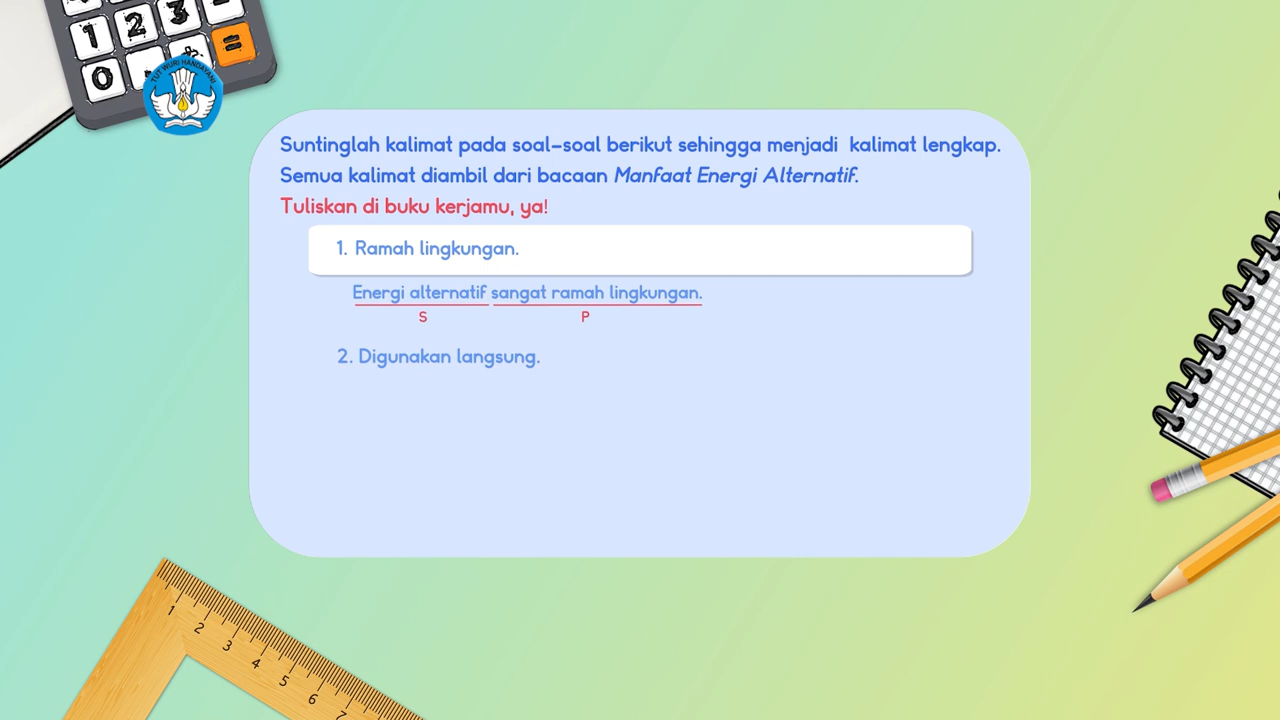 1 2 3
0 =
TUT WURI HANDAYANI
Suntinglah kalimat pada soal-soal berikut sehingga menjadi kalimat lengkap.
Semua kalimat diambil dari bacaan Manfaat Energi Alternatif.
Tuliskan di buku kerjamu, ya!
1. Ramah lingkungan.
Energi alternatif sangat ramah lingkungan.
S P
2. Digunakan langsung.
1 2 3 4 5 6 7